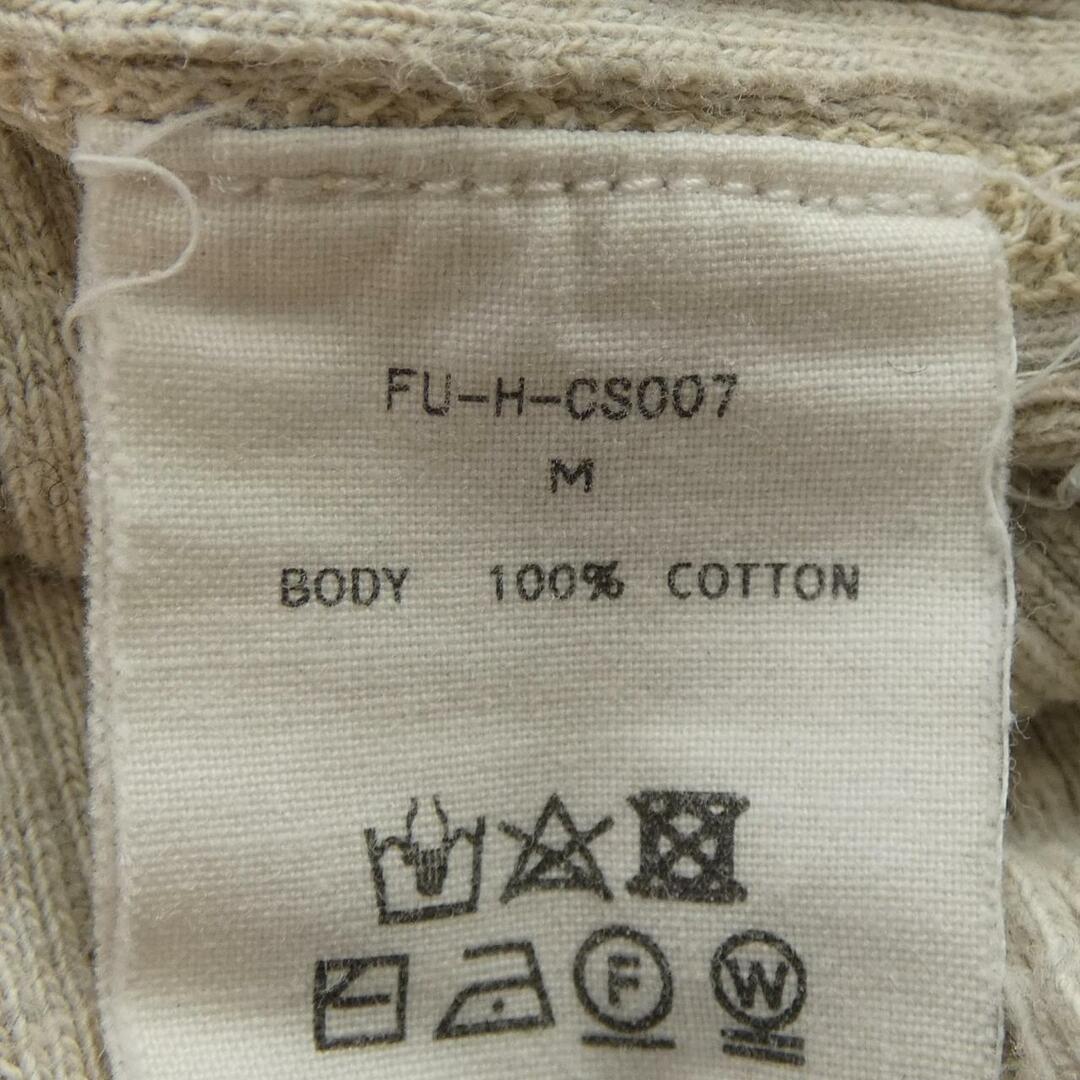 FU-H-CS007
M
BODY 100% COTTON
F W